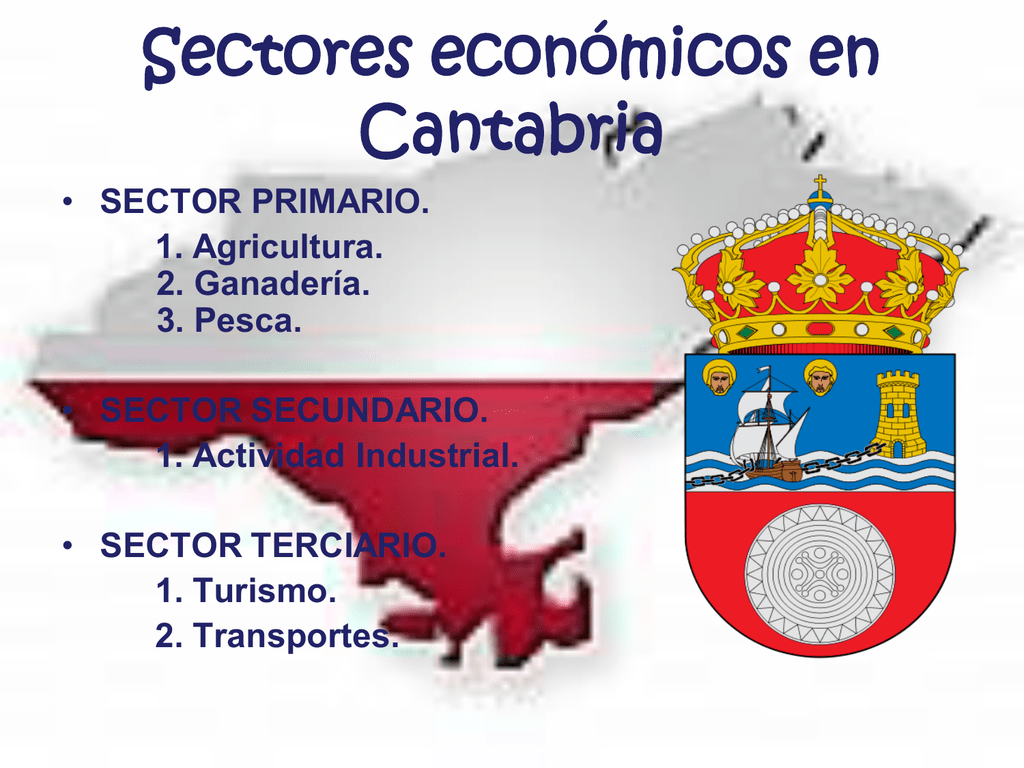 Sectores económicos en
Cantabria
• SECTOR PRIMARIO.
1. Agricultura.
2. Ganadería.
3. Pesca.
• SECTOR SECUNDARIO.
1. Actividad Industrial.
• SECTOR TERCIARIO.
1. Turismo.
2. Transportes.